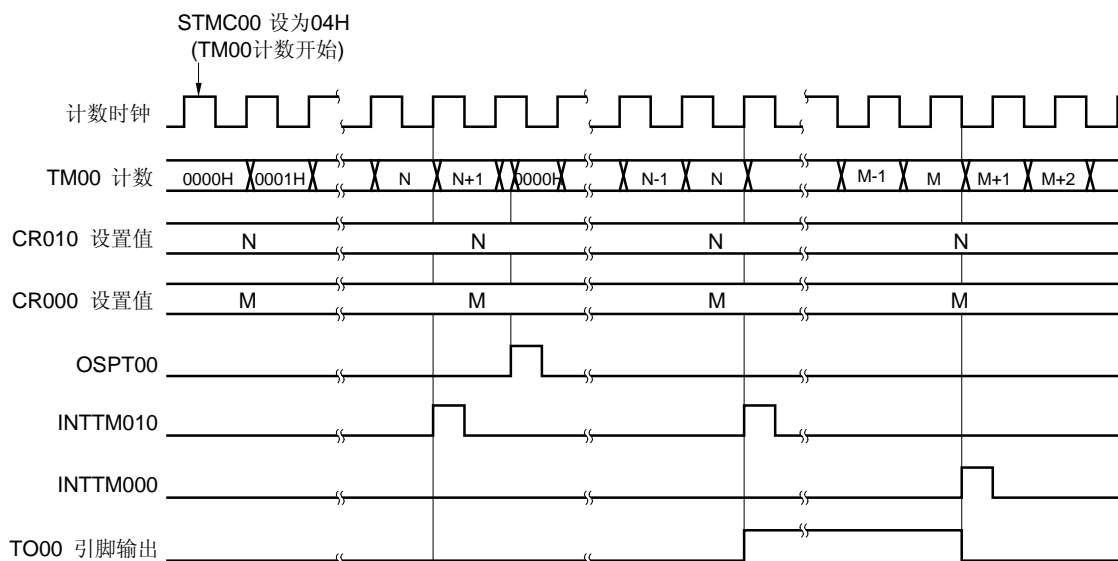 STMC00 设为04H
(TM00计数开始)
计数时钟
TM00 计数 0000H 0001H N N+1 0000H N-1 N M-1 M M+1 M+2
CR010 设置值 N N N N
CR000 设置值 M M M M
OSPT00
INTTM010
INTTM000
TO00 引脚输出